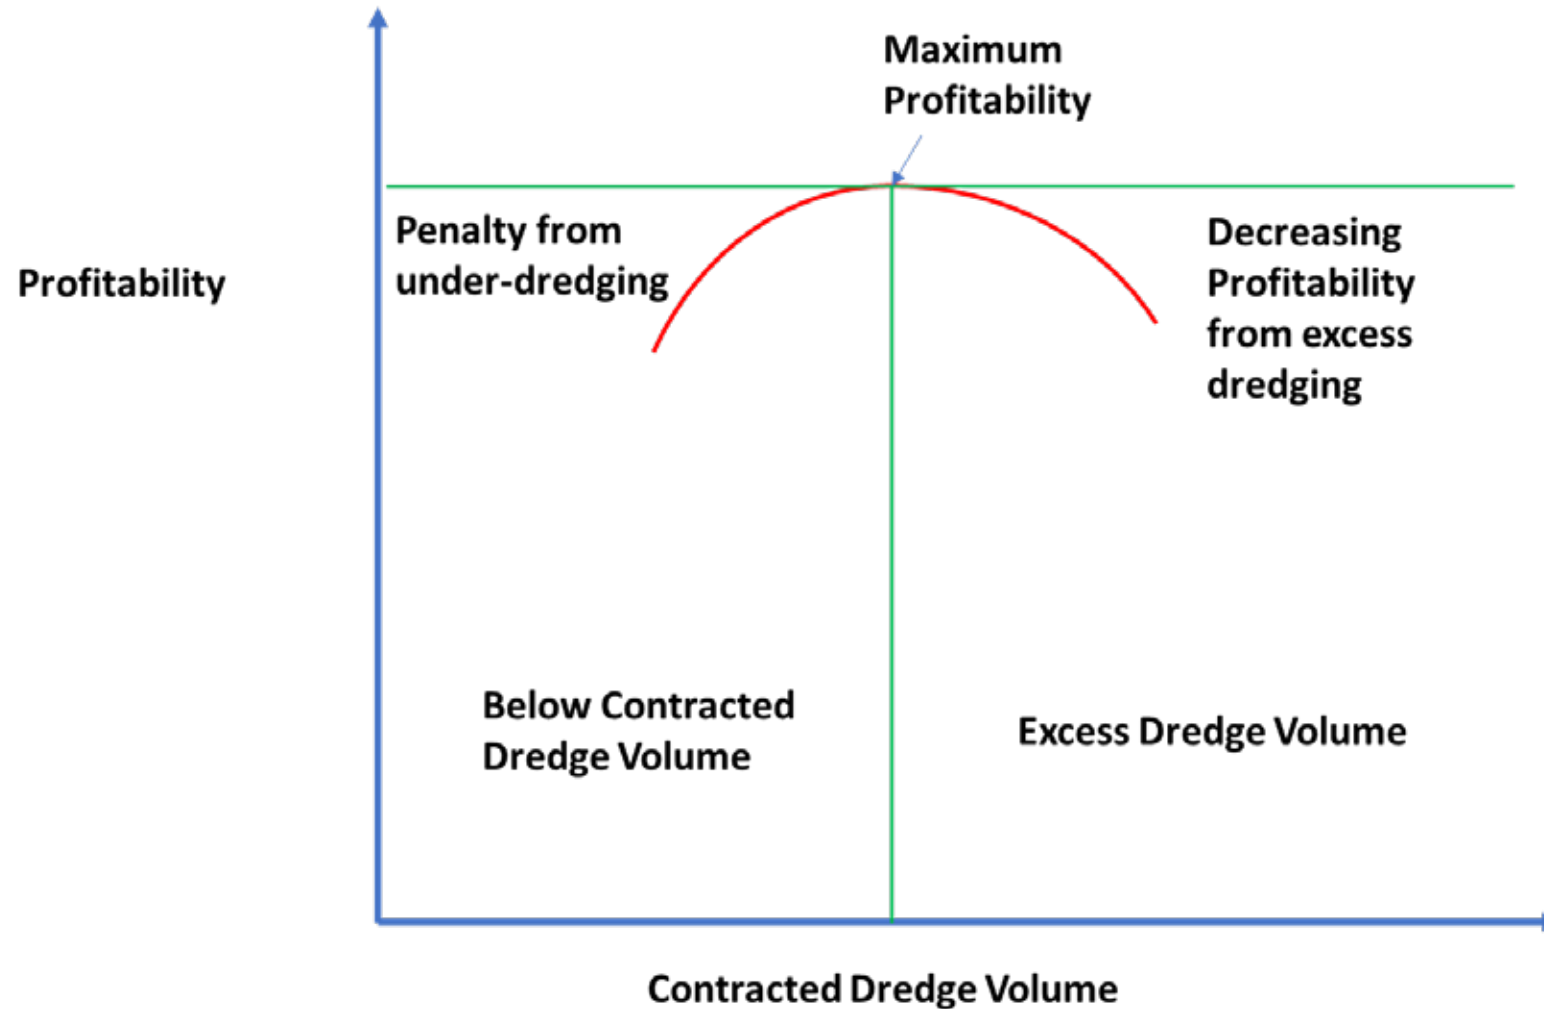 Maximum
Profitability
Penalty from
under-dredging
Decreasing
Profitability
from excess
dredging
Profitability
Below Contracted
Dredge Volume
Excess Dredge Volume
Contracted Dredge Volume